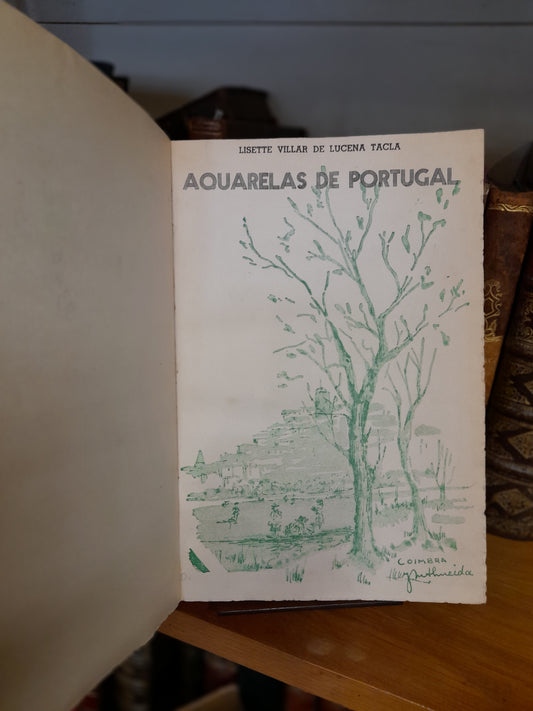 LISETTE VILLAR DE LUCENA TACLA
AQUARELAS DE PORTUGAL
COIMBRA